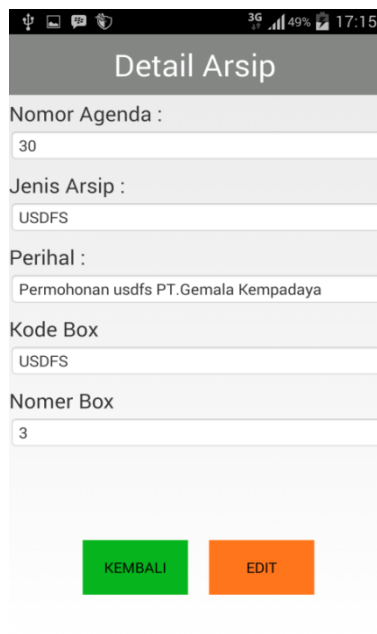 3G 49% 17:15
Detail Arsip
Nomor Agenda :
30
Jenis Arsip :
USDFS
Perihal :
Permohonan usdfs PT.Gemala Kempadaya
Kode Box
USDFS
Nomer Box
3
KEMBALI EDIT